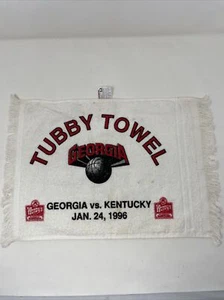 TUBBY TOWEL
GEORGIA
GEORGIA vs. KENTUCKY
JAN. 24, 1996